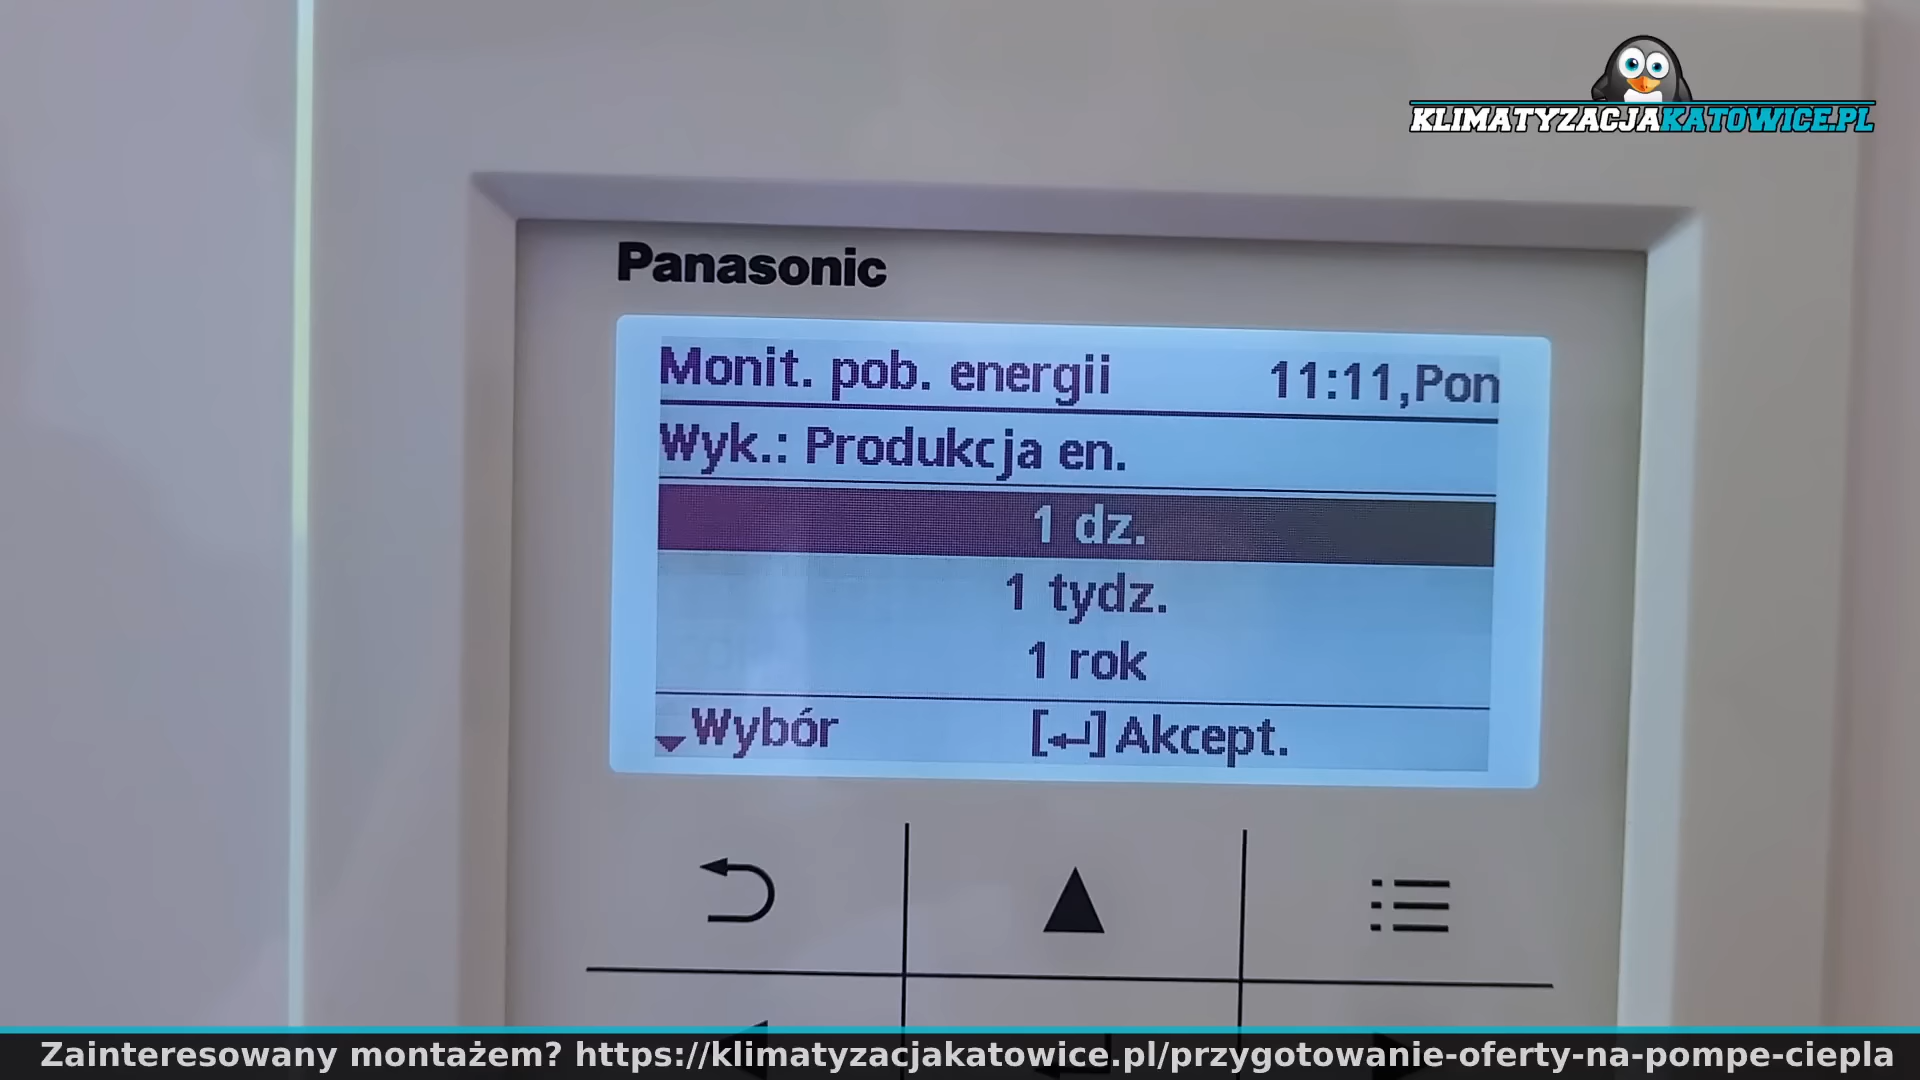 KLIMATYZACJAKATOWICE.PL
Panasonic
Monit. pob. energii 11:11,Pon
Wyk.: Produkcja en.
1 dz.
1 tydz.
1 rok
Wybór [↵]Akcept.
Zainteresowany montażem? https://klimatyzacjakatowice.pl/przygotowanie-oferty-na-pompe-ciepla